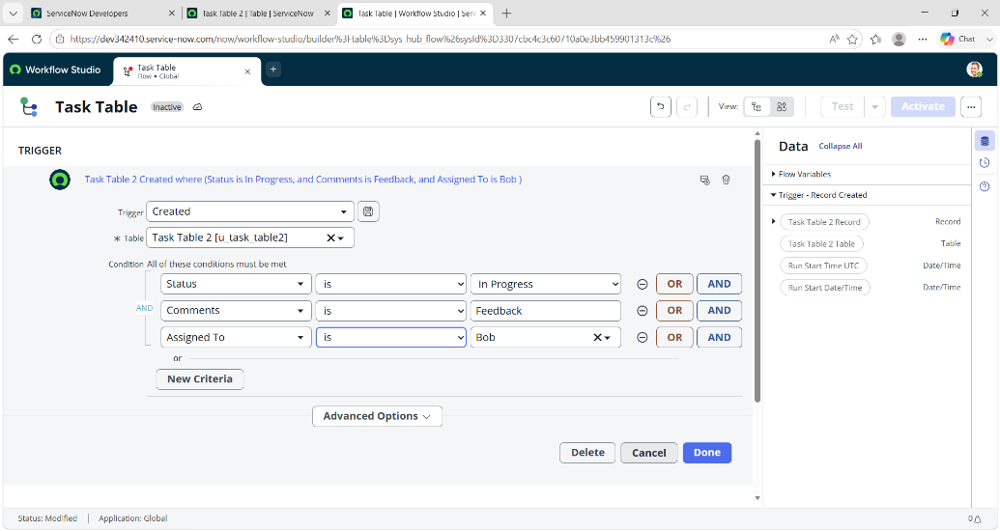 ServiceNow Developers
Task Table 2 | Table | ServiceNow
Task Table | Workflow Studio | Serv
https://dev342410.service-now.com/now/workflow-studio/builder%3Ftable%3Dsys_hub_flow%26sysId%3D3307cbc4c3c60710a0e3bb459901313c%26
Chat
Workflow Studio
Task Table
Flow • Global
Task Table
Inactive
View:
Test
Activate
TRIGGER
Task Table 2 Created where (Status is In Progress, and Comments is Feedback, and Assigned To is Bob )
Trigger
Created
* Table
Task Table 2 [u_task_table2]
Condition All of these conditions must be met
Status is In Progress OR AND
AND
Comments is Feedback OR AND
Assigned To is Bob OR AND
or
New Criteria
Advanced Options
Delete Cancel Done
Data Collapse All
Flow Variables
Trigger - Record Created
Task Table 2 Record Record
Task Table 2 Table Table
Run Start Time UTC Date/Time
Run Start Date/Time Date/Time
Status: Modified | Application: Global
0